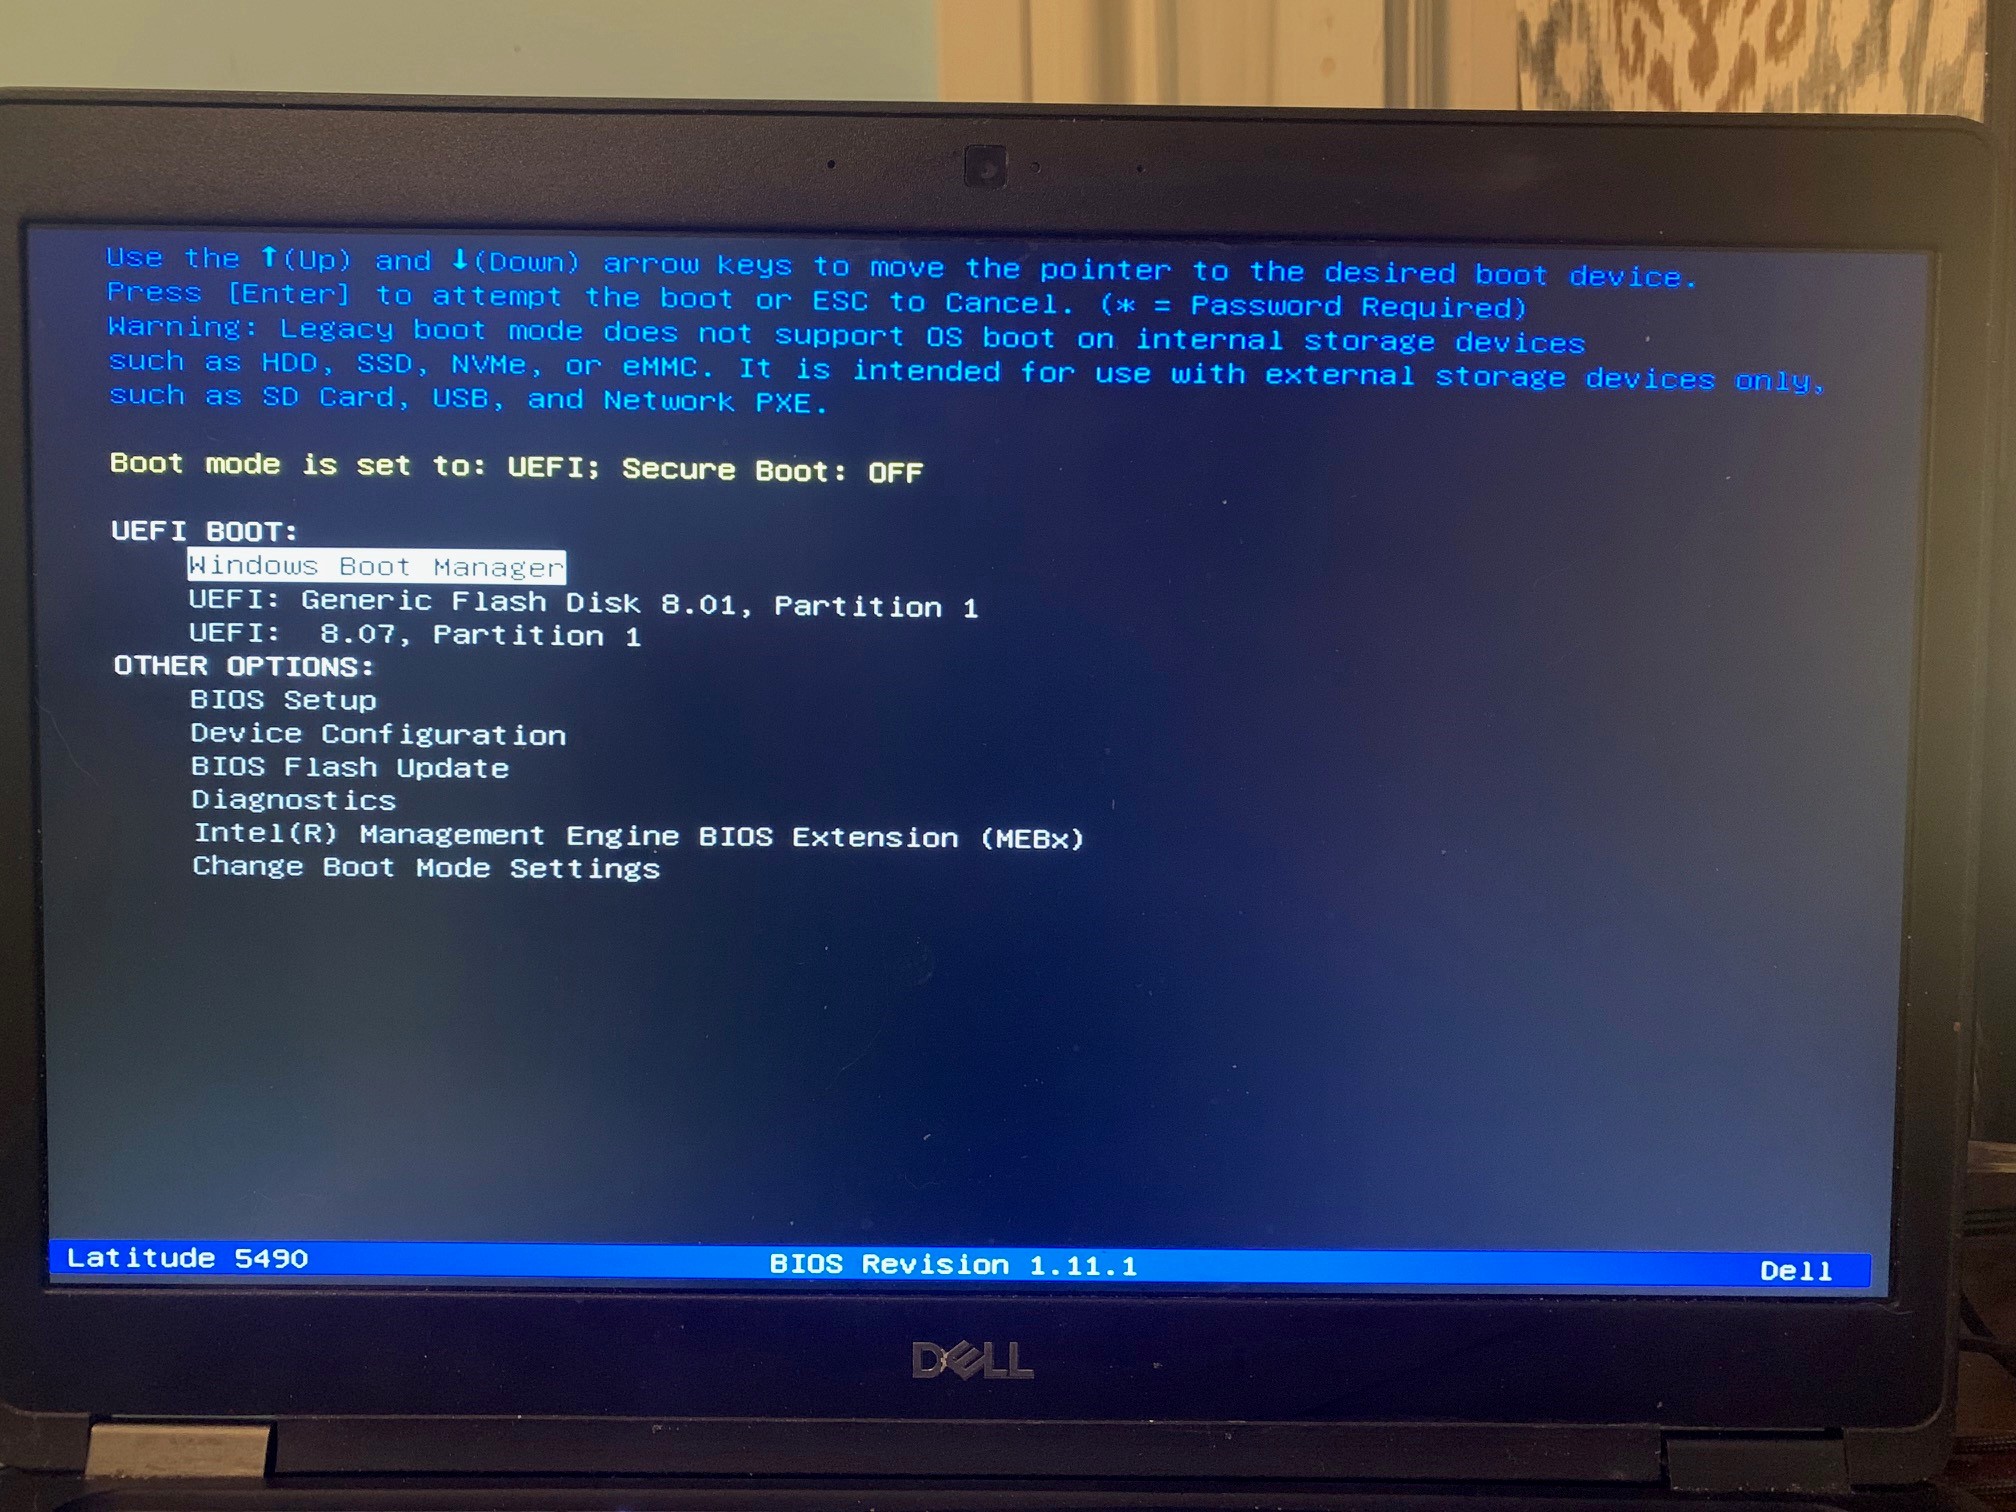 Use the ↑(Up) and ↓(Down) arrow keys to move the pointer to the desired boot device.
Press [Enter] to attempt the boot or ESC to Cancel. (* = Password Required)
Warning: Legacy boot mode does not support OS boot on internal storage devices
such as HDD, SSD, NVMe, or eMMC. It is intended for use with external storage devices only,
such as SD Card, USB, and Network PXE.
Boot mode is set to: UEFI; Secure Boot: OFF
UEFI BOOT:
Windows Boot Manager
UEFI: Generic Flash Disk 8.01, Partition 1
UEFI:  8.07, Partition 1
OTHER OPTIONS:
BIOS Setup
Device Configuration
BIOS Flash Update
Diagnostics
Intel(R) Management Engine BIOS Extension (MEBx)
Change Boot Mode Settings
Latitude 5490 BIOS Revision 1.11.1 Dell
DELL